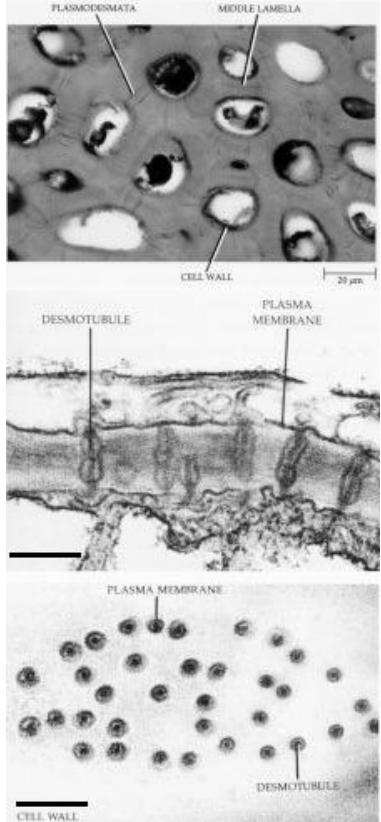 PLASMODESMATA
MIDDLE LAMELLA
CELL WALL
20 µm
DESMOTUBULE
PLASMA
MEMBRANE
PLASMA MEMBRANE
DESMOTUBULE
CELL WALL